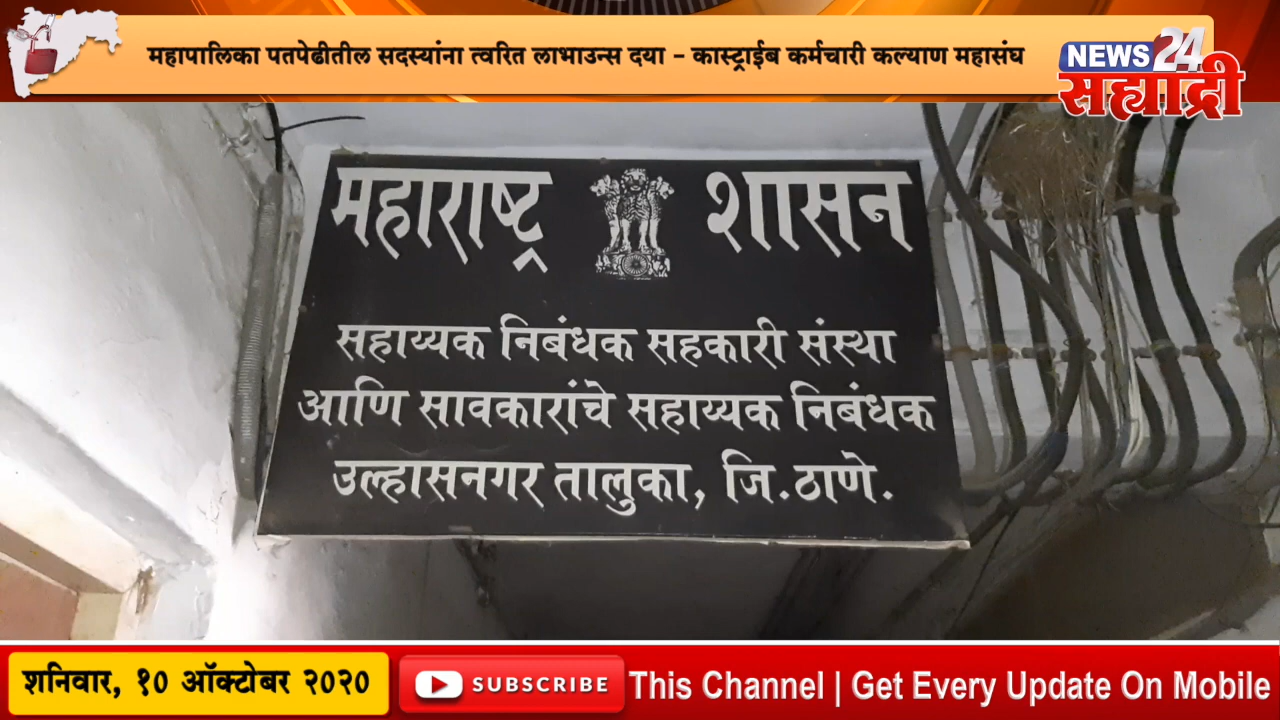 महापालिका पतपेढीतील सदस्यांना त्वरित लाभाउन्स दया - कास्ट्राईब कर्मचारी कल्याण महासंघ
NEWS 24
सह्याद्री
महाराष्ट्र शासन
सहाय्यक निबंधक सहकारी संस्था
आणि सावकारांचे सहाय्यक निबंधक
उल्हासनगर तालुका, जि.ठाणे.
शनिवार, १० ऑक्टोबर २०२०
SUBSCRIBE This Channel | Get Every Update On Mobile